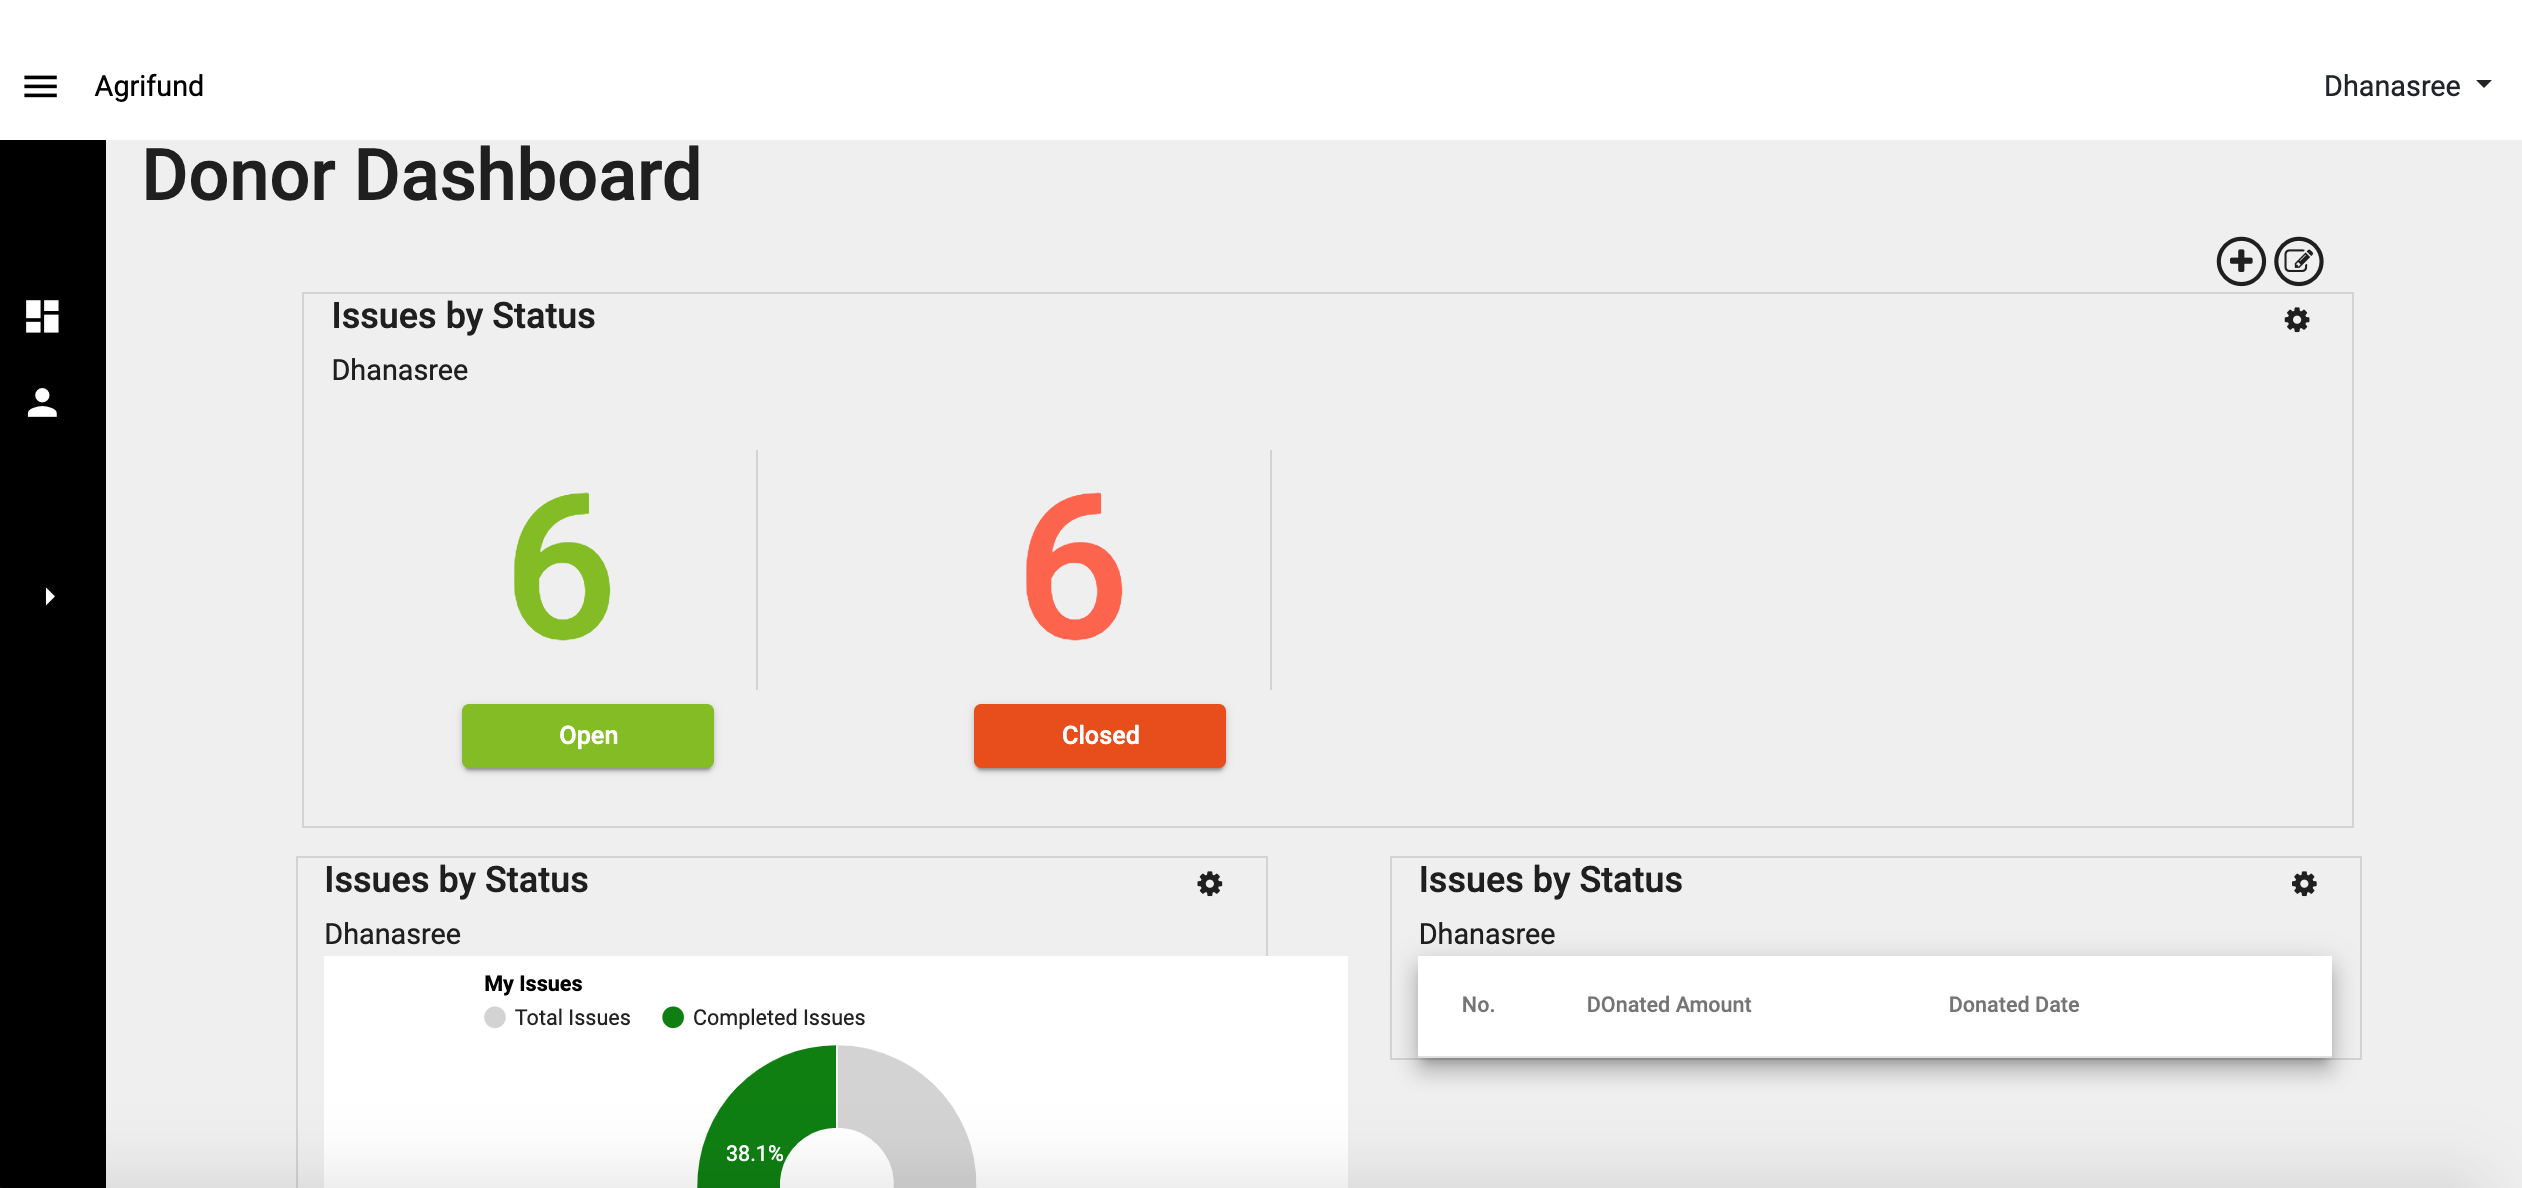 Agrifund
Dhanasree
Donor Dashboard
Issues by Status
Dhanasree
6
6
Open
Closed
Issues by Status
Dhanasree
My Issues
Total Issues
Completed Issues
38.1%
Issues by Status
Dhanasree
No.
DOnated Amount
Donated Date